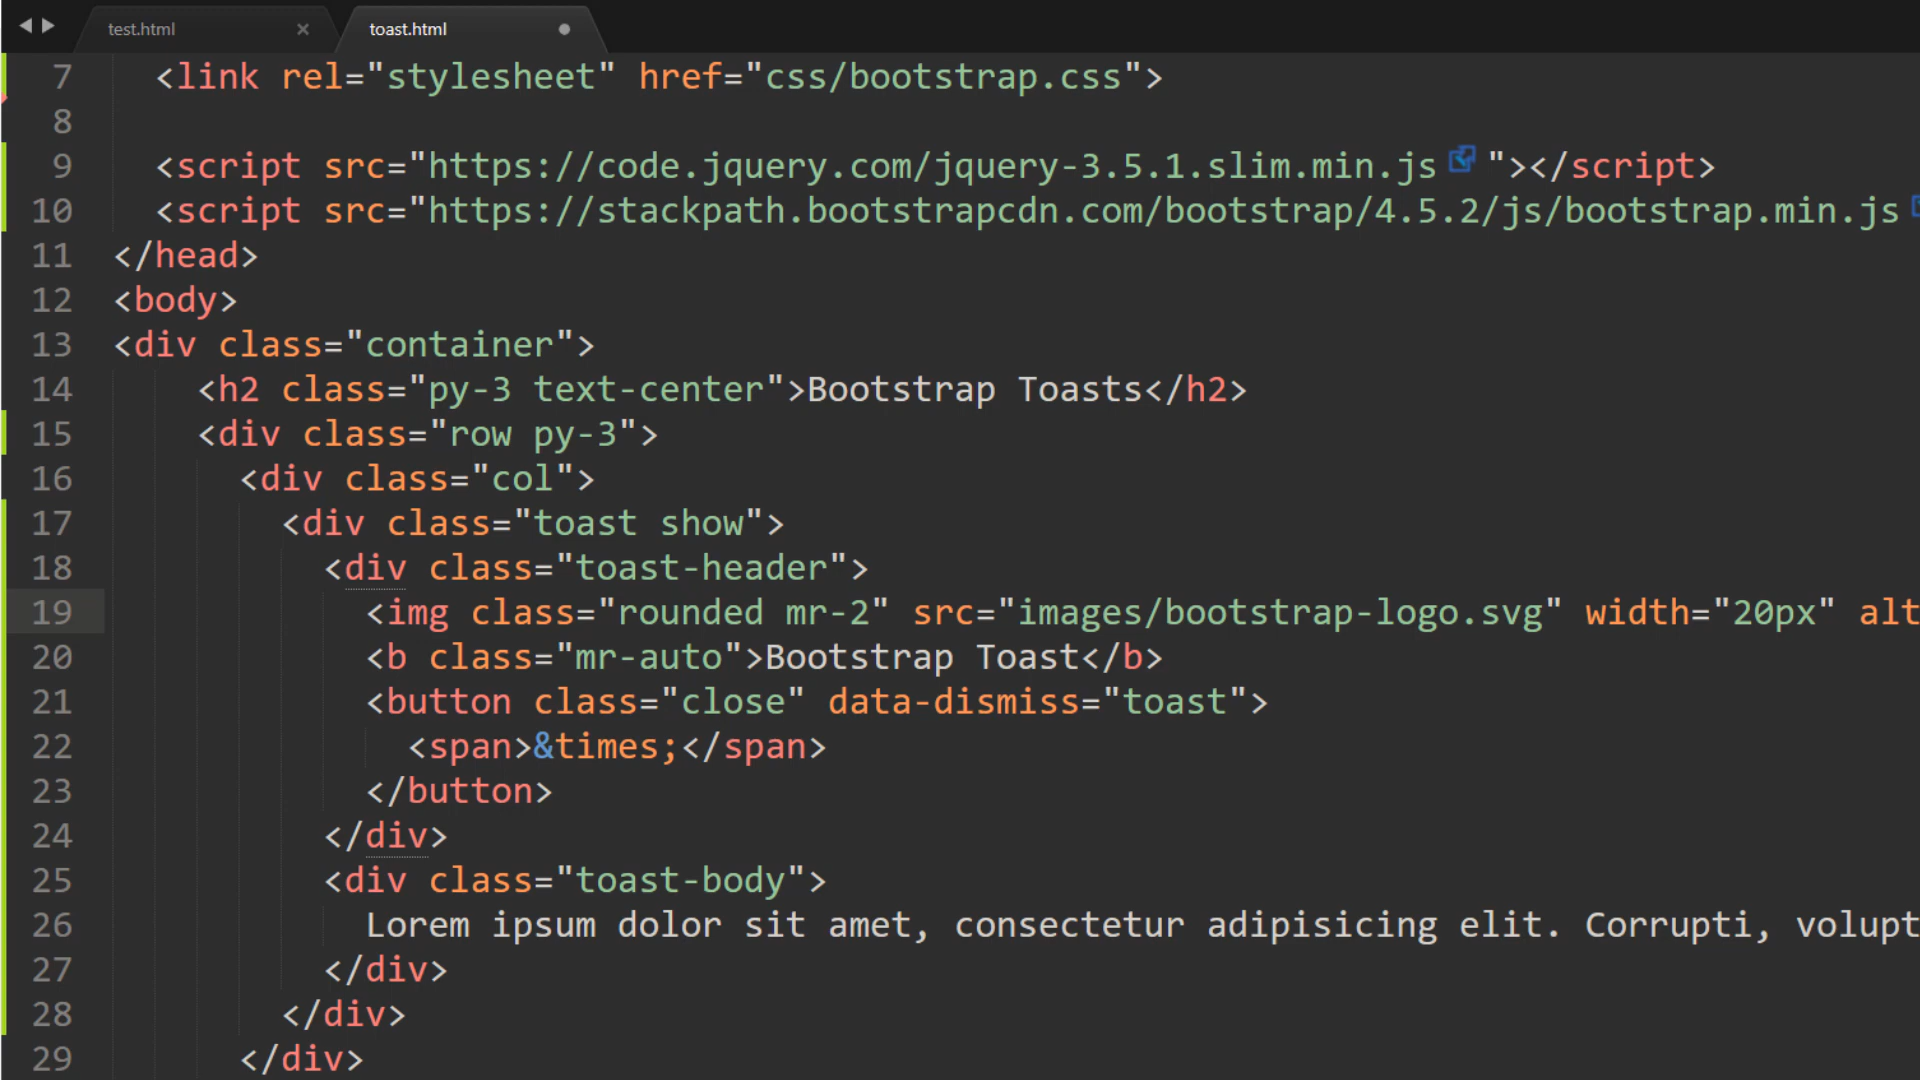 test.html × toast.html
7 <link rel="stylesheet" href="css/bootstrap.css">
8
9 <script src="https://code.jquery.com/jquery-3.5.1.slim.min.js"></script>
10 <script src="https://stackpath.bootstrapcdn.com/bootstrap/4.5.2/js/bootstrap.min.js
11 </head>
12 <body>
13 <div class="container">
14 <h2 class="py-3 text-center">Bootstrap Toasts</h2>
15 <div class="row py-3">
16 <div class="col">
17 <div class="toast show">
18 <div class="toast-header">
19 <img class="rounded mr-2" src="images/bootstrap-logo.svg" width="20px" alt
20 <b class="mr-auto">Bootstrap Toast</b>
21 <button class="close" data-dismiss="toast">
22 <span>&times;</span>
23 </button>
24 </div>
25 <div class="toast-body">
26 Lorem ipsum dolor sit amet, consectetur adipisicing elit. Corrupti, volupt
27 </div>
28 </div>
29 </div>